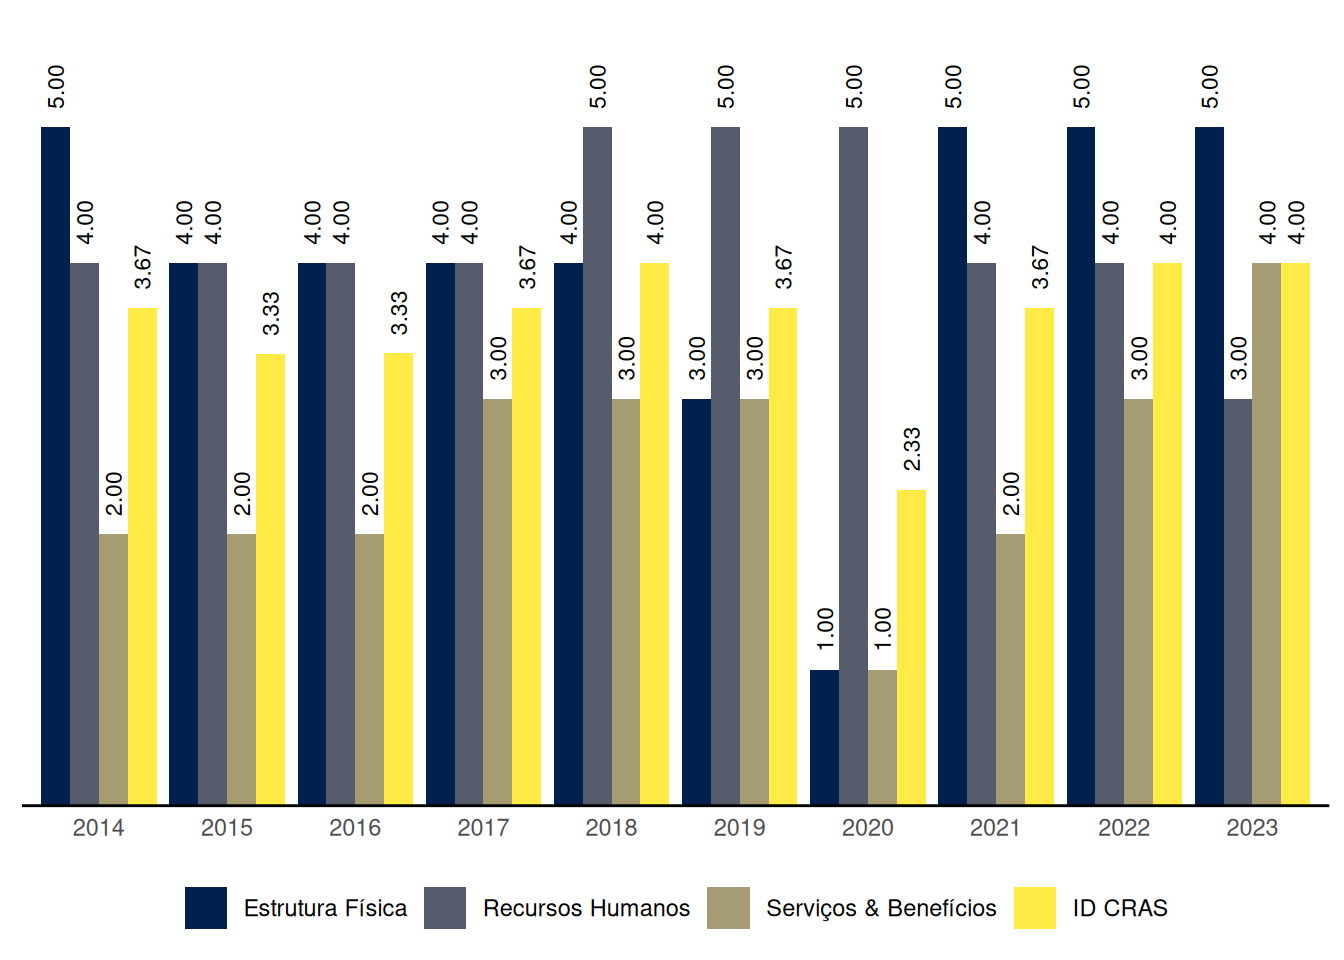 5.00 4.00 2.00 3.67 4.00 4.00 2.00 3.33 4.00 4.00 2.00 3.33 4.00 4.00 3.00 3.67 4.00 5.00 3.00 4.00 3.00 5.00 3.00 3.67 1.00 5.00 1.00 2.33 5.00 4.00 2.00 3.67 5.00 4.00 3.00 4.00 5.00 3.00 4.00 4.00
2014 2015 2016 2017 2018 2019 2020 2021 2022 2023
Estrutura Física Recursos Humanos Serviços & Benefícios ID CRAS